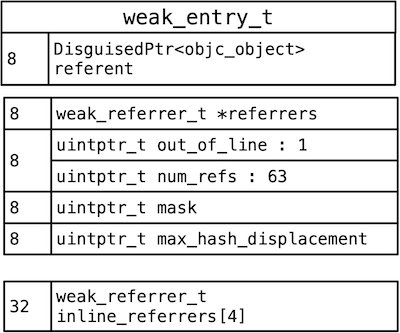 weak_entry_t
8
DisguisedPtr<objc_object>
referent
8
weak_referrer_t *referrers
8
uintptr_t out_of_line : 1
uintptr_t num_refs : 63
8
uintptr_t mask
8
uintptr_t max_hash_displacement
32
weak_referrer_t
inline_referrers[4]